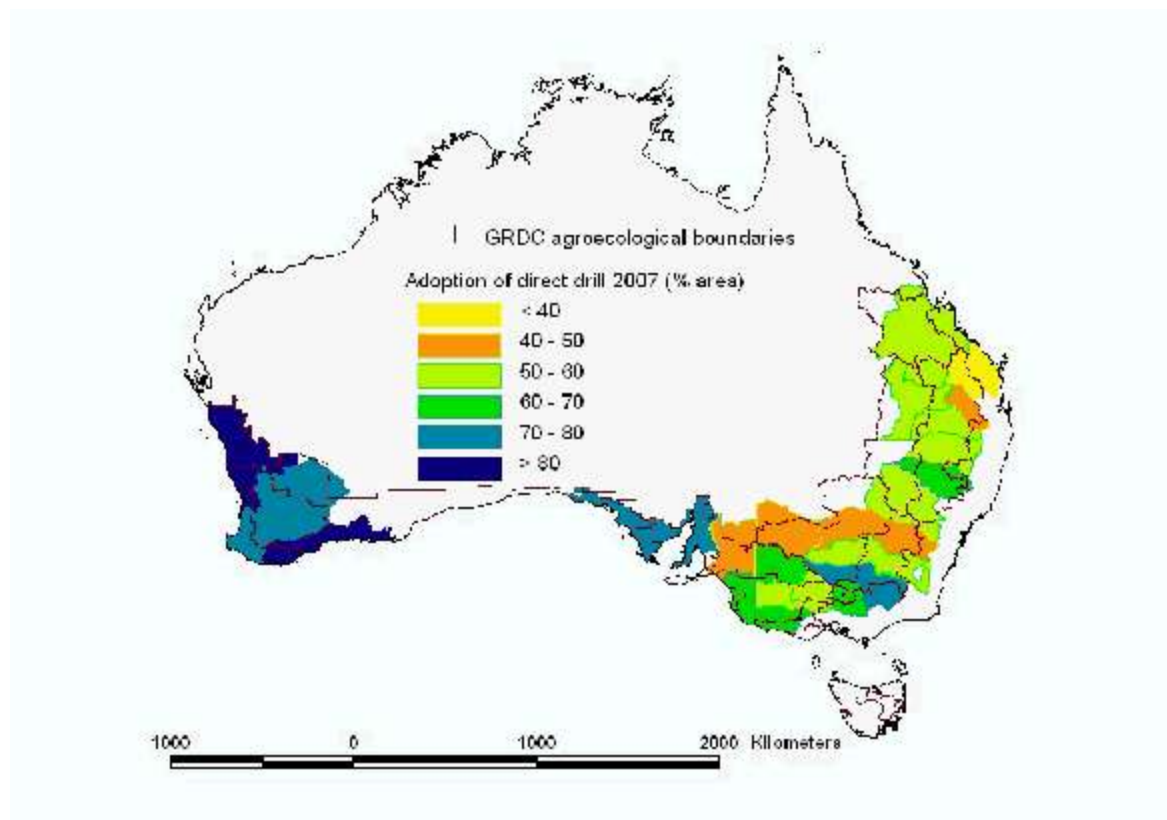 GRDC agroecological boundaries
Adoption of direct drill 2007 (% area)
< 40
40 - 50
50 - 60
60 - 70
70 - 80
> 80
1000 0 1000 2000 Kilometers